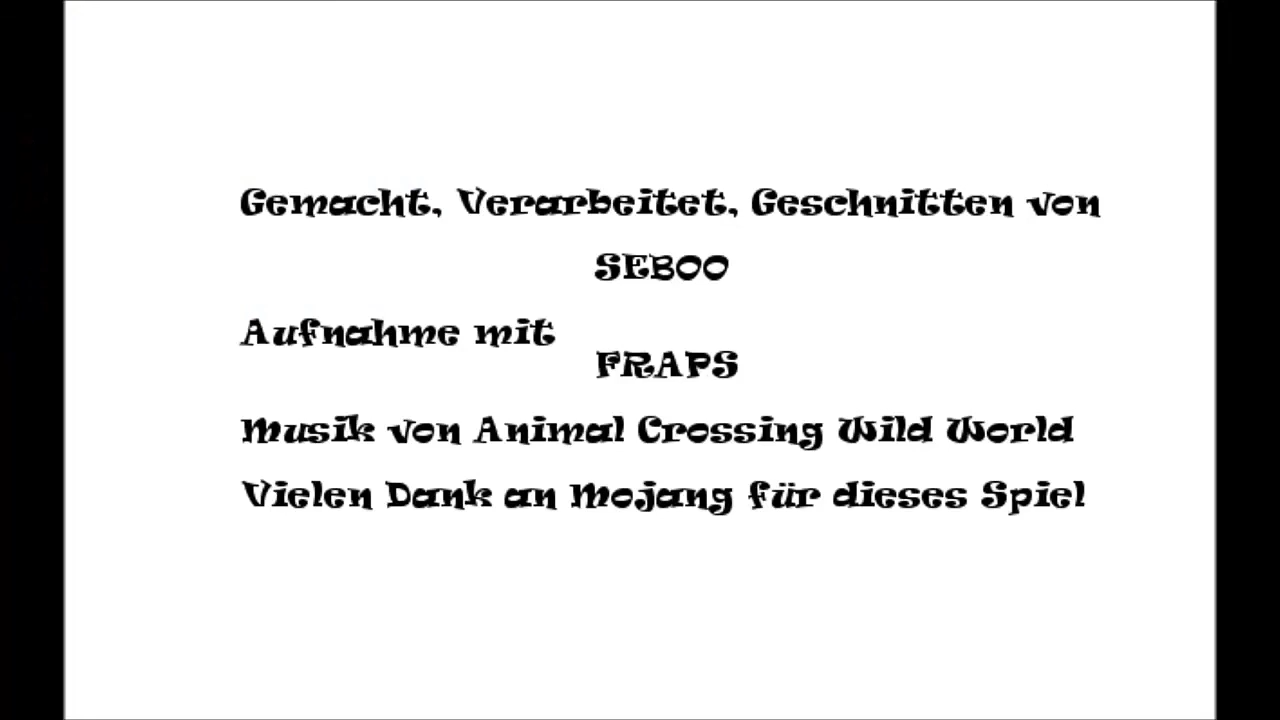 Gemacht, Verarbeitet, Geschnitten von
SEBOO
Aufnahme mit
FRAPS
Musik von Animal Crossing Wild World
Vielen Dank an Mojang für dieses Spiel